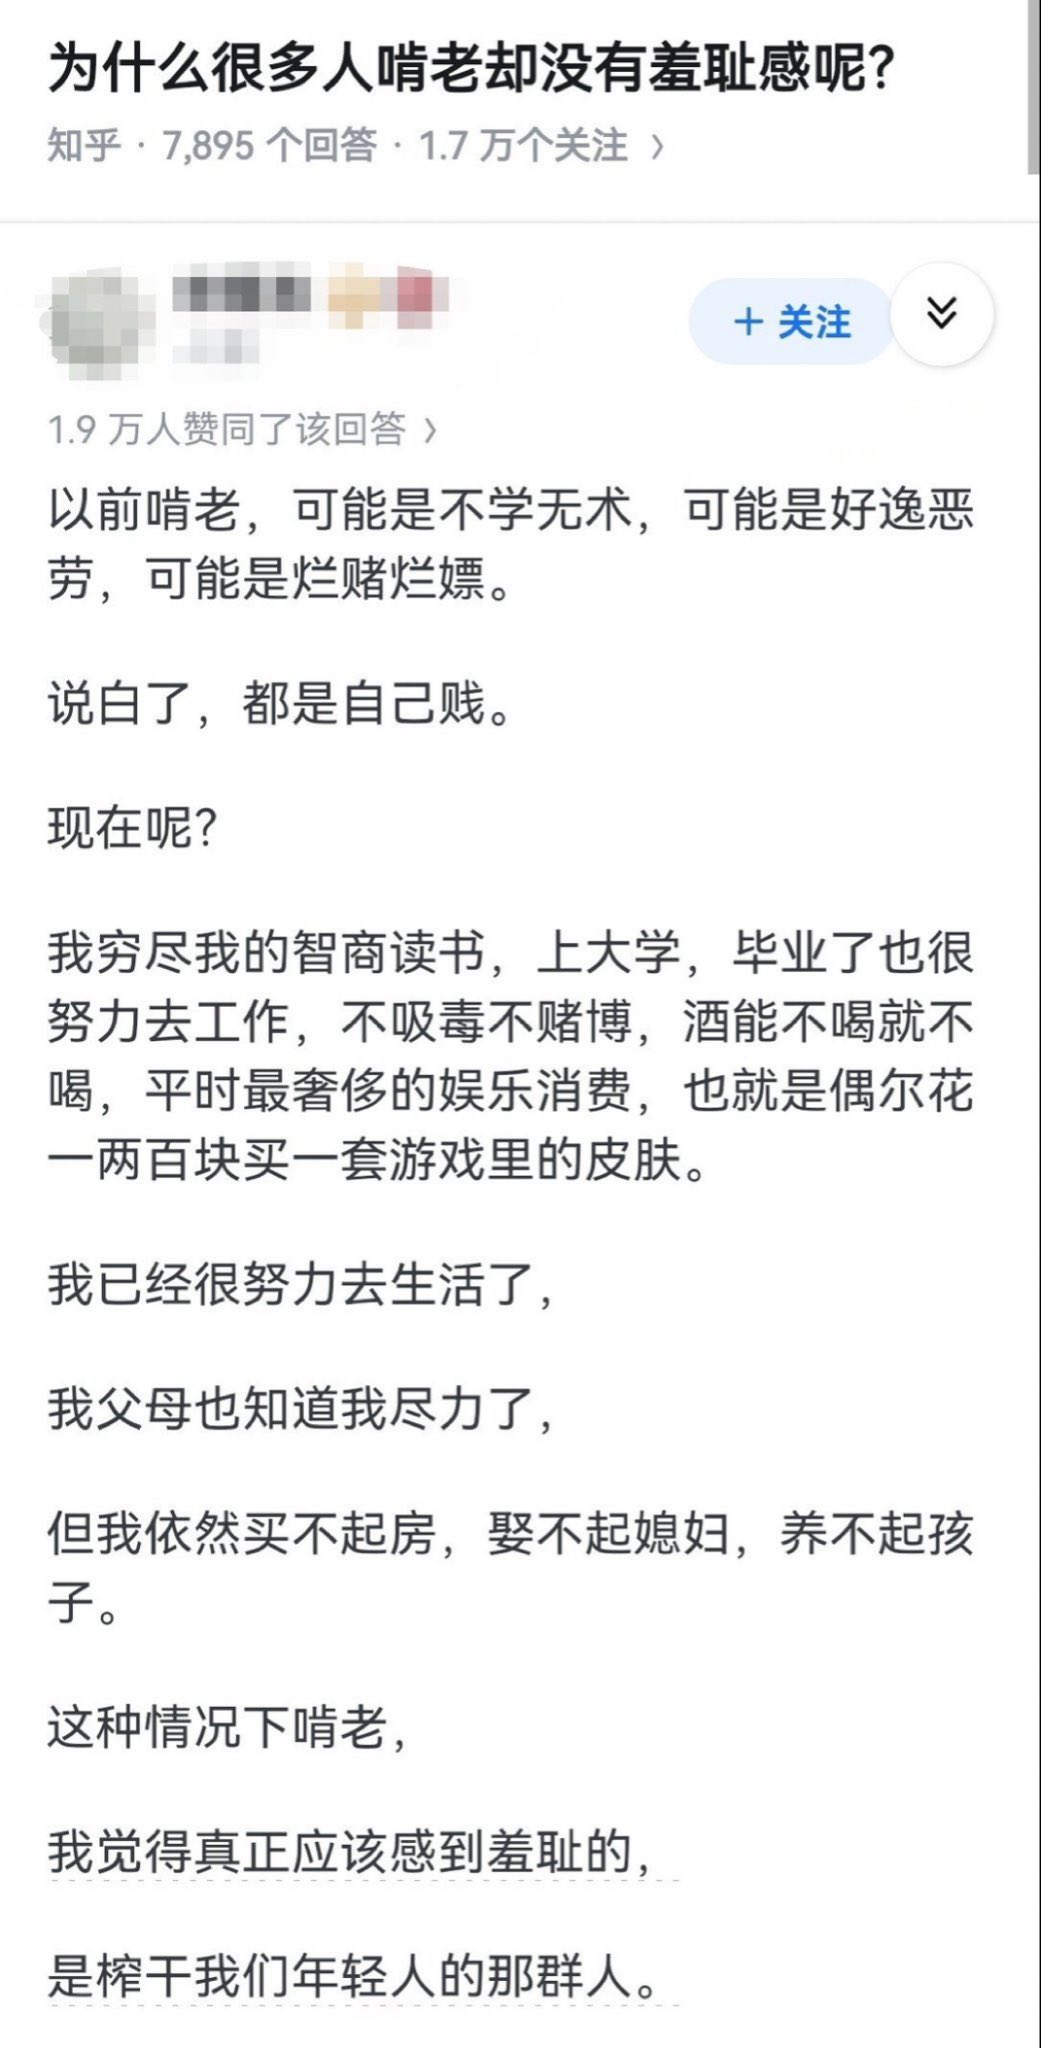 为什么很多人啃老却没有羞耻感呢？
知乎 · 7,895 个回答 · 1.7 万个关注 〉
+ 关注
1.9 万人赞同了该回答 〉
以前啃老，可能是不学无术，可能是好逸恶
劳，可能是烂赌烂嫖。
说白了，都是自己贱。
现在呢？
我穷尽我的智商读书，上大学，毕业了也很
努力去工作，不吸毒不赌博，酒能不喝就不
喝，平时最奢侈的娱乐消费，也就是偶尔花
一两百块买一套游戏里的皮肤。
我已经很努力去生活了，
我父母也知道我尽力了，
但我依然买不起房，娶不起媳妇，养不起孩
子。
这种情况下啃老，
我觉得真正应该感到羞耻的，
是榨干我们年轻人的那群人。